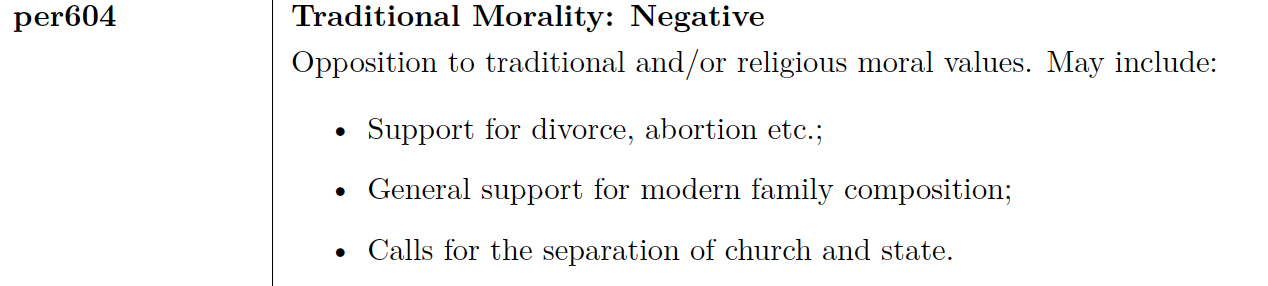 per604 Traditional Morality: Negative
Opposition to traditional and/or religious moral values. May include:
• Support for divorce, abortion etc.;
• General support for modern family composition;
• Calls for the separation of church and state.